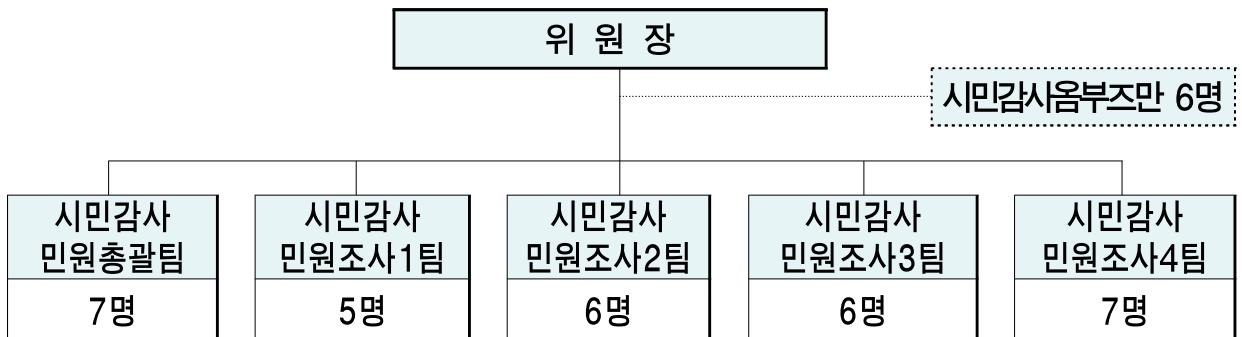 위 원 장
시민감사옴부즈만 6명
시민감사
민원총괄팀
7명
시민감사
민원조사1팀
5명
시민감사
민원조사2팀
6명
시민감사
민원조사3팀
6명
시민감사
민원조사4팀
7명